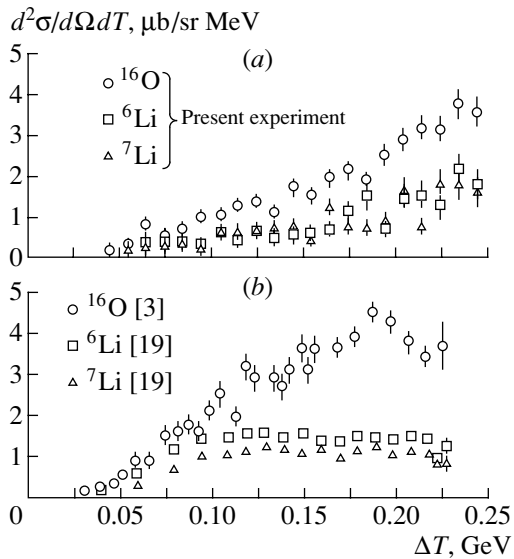 d²σ/dΩdT, μb/sr MeV
(a)
5
4
3
2
1
0
¹⁶O
⁶Li
⁷Li
Present experiment
(b)
5
4
3
2
1
¹⁶O [3]
⁶Li [19]
⁷Li [19]
0 0.05 0.10 0.15 0.20 0.25
ΔT, GeV